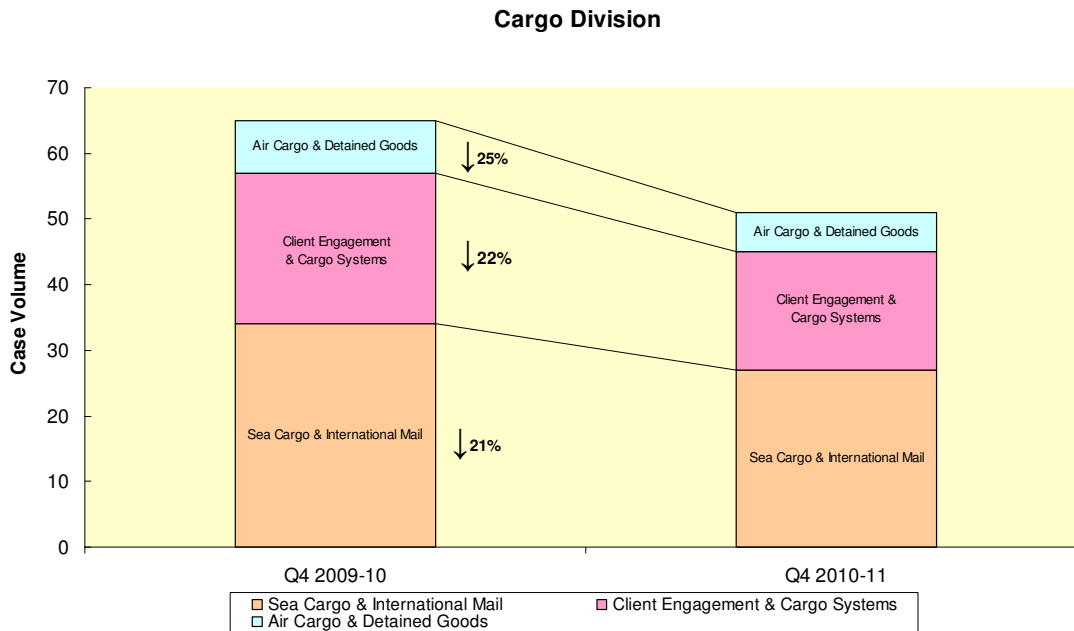 Cargo Division
Case Volume
70
60
50
40
30
20
10
0
Air Cargo & Detained Goods
Client Engagement
& Cargo Systems
Sea Cargo & International Mail
25%
22%
21%
Air Cargo & Detained Goods
Client Engagement &
Cargo Systems
Sea Cargo & International Mail
Q4 2009-10
Q4 2010-11
Sea Cargo & International Mail
Client Engagement & Cargo Systems
Air Cargo & Detained Goods